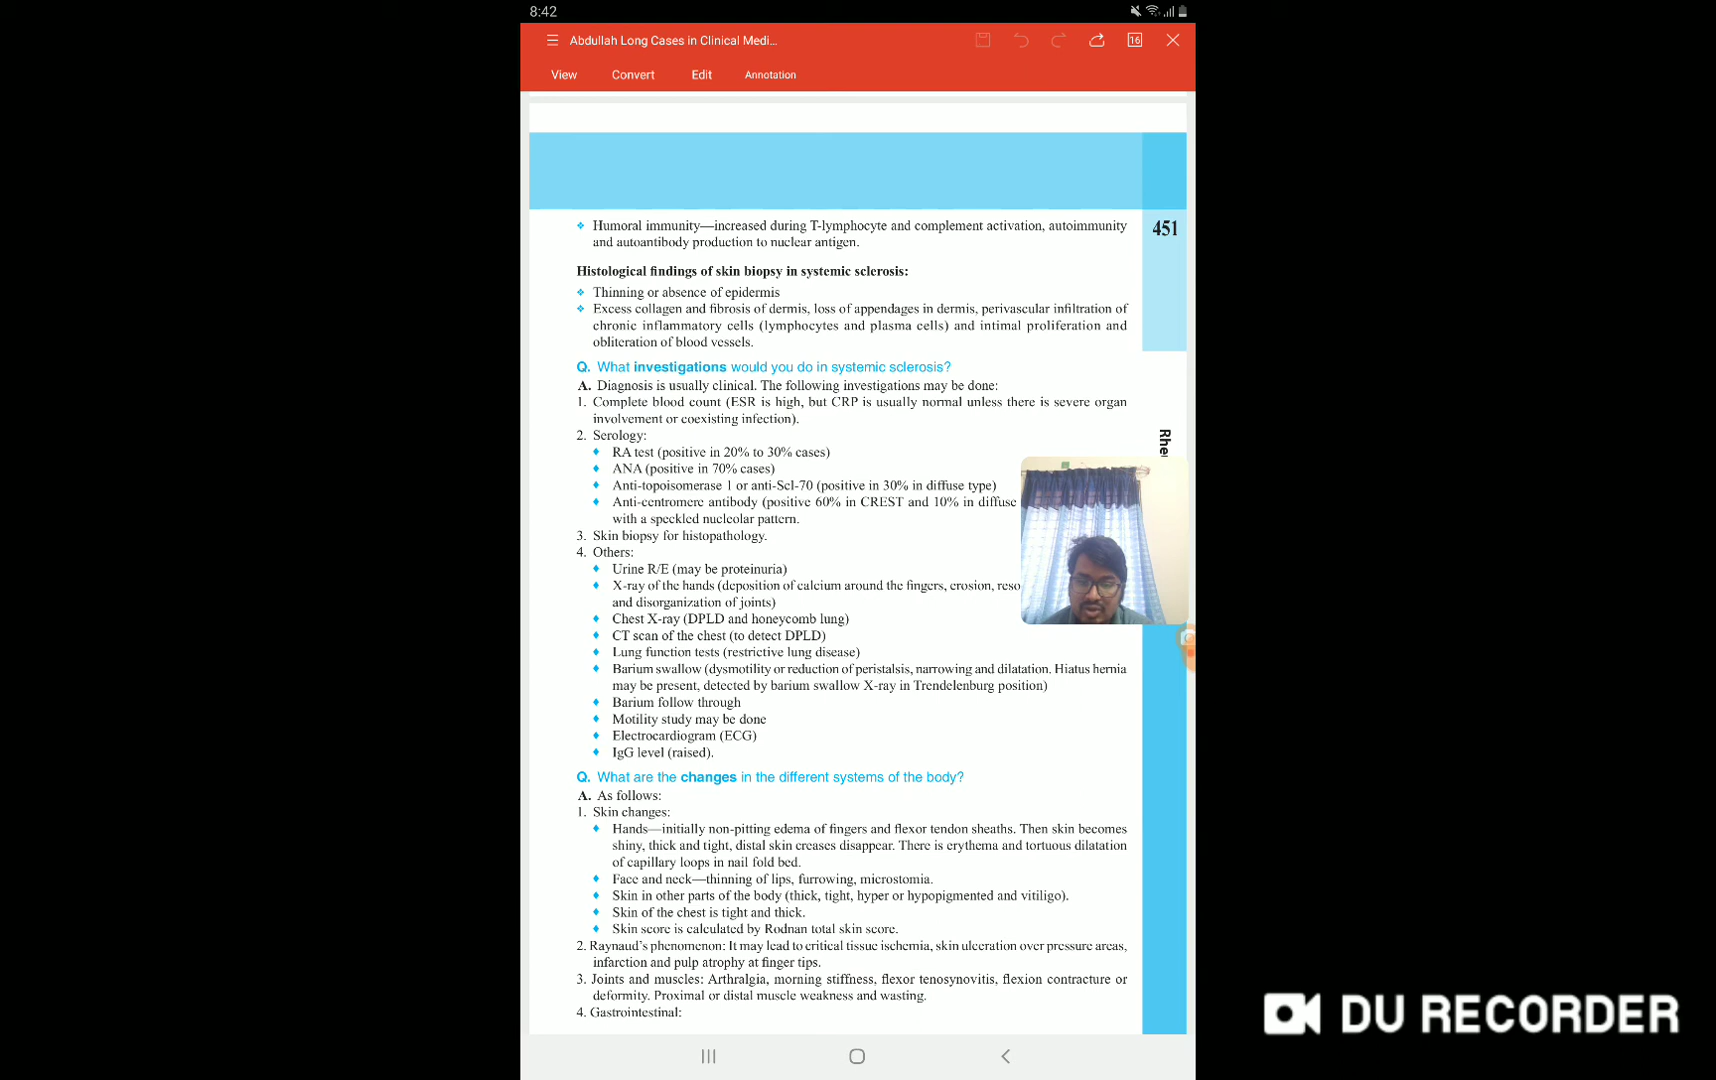 8:42
Abdullah Long Cases in Clinical Medi...
16
View Convert Edit Annotation
❖ Humoral immunity—increased during T-lymphocyte and complement activation, autoimmunity
and autoantibody production to nuclear antigen.
451
Histological findings of skin biopsy in systemic sclerosis:
❖ Thinning or absence of epidermis
❖ Excess collagen and fibrosis of dermis, loss of appendages in dermis, perivascular infiltration of
chronic inflammatory cells (lymphocytes and plasma cells) and intimal proliferation and
obliteration of blood vessels.
Q. What investigations would you do in systemic sclerosis?
A. Diagnosis is usually clinical. The following investigations may be done:
1. Complete blood count (ESR is high, but CRP is usually normal unless there is severe organ
involvement or coexisting infection).
2. Serology:
♦ RA test (positive in 20% to 30% cases)
♦ ANA (positive in 70% cases)
♦ Anti-topoisomerase 1 or anti-Scl-70 (positive in 30% in diffuse type)
♦ Anti-centromere antibody (positive 60% in CREST and 10% in diffuse
with a speckled nucleolar pattern.
3. Skin biopsy for histopathology.
4. Others:
♦ Urine R/E (may be proteinuria)
♦ X-ray of the hands (deposition of calcium around the fingers, erosion, reso
and disorganization of joints)
♦ Chest X-ray (DPLD and honeycomb lung)
♦ CT scan of the chest (to detect DPLD)
♦ Lung function tests (restrictive lung disease)
♦ Barium swallow (dysmotility or reduction of peristalsis, narrowing and dilatation. Hiatus hernia
may be present, detected by barium swallow X-ray in Trendelenburg position)
♦ Barium follow through
♦ Motility study may be done
♦ Electrocardiogram (ECG)
♦ IgG level (raised).
Q. What are the changes in the different systems of the body?
A. As follows:
1. Skin changes:
♦ Hands—initially non-pitting edema of fingers and flexor tendon sheaths. Then skin becomes
shiny, thick and tight, distal skin creases disappear. There is erythema and tortuous dilatation
of capillary loops in nail fold bed.
♦ Face and neck—thinning of lips, furrowing, microstomia.
♦ Skin in other parts of the body (thick, tight, hyper or hypopigmented and vitiligo).
♦ Skin of the chest is tight and thick.
♦ Skin score is calculated by Rodnan total skin score.
2. Raynaud's phenomenon: It may lead to critical tissue ischemia, skin ulceration over pressure areas,
infarction and pulp atrophy at finger tips.
3. Joints and muscles: Arthralgia, morning stiffness, flexor tenosynovitis, flexion contracture or
deformity. Proximal or distal muscle weakness and wasting.
4. Gastrointestinal:
Rhe
DU RECORDER